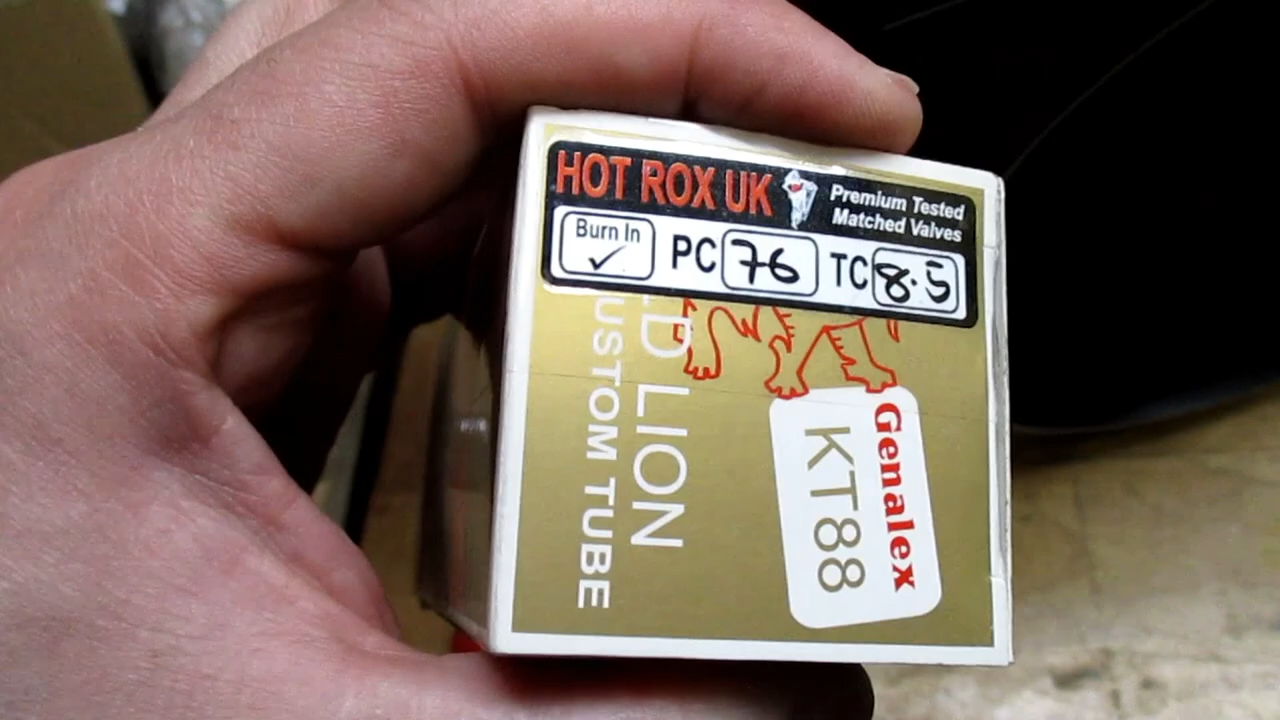 HOT ROX UK
Premium Tested
Matched Valves
Burn In
PC 76
TC 8.5
LD LION
USTOM TUBE
Genalex
KT88